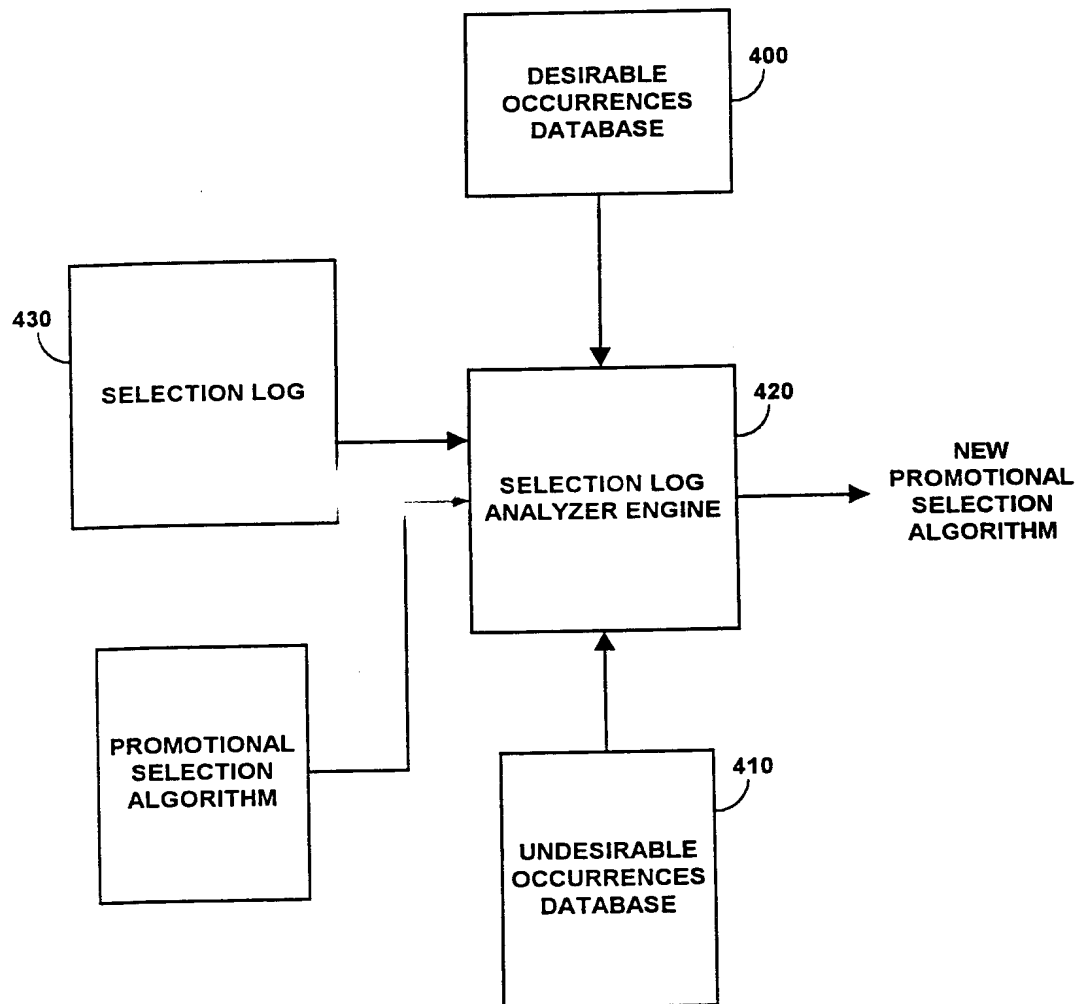 DESIRABLE
OCCURRENCES
DATABASE
400
430
SELECTION LOG
420
SELECTION LOG
ANALYZER ENGINE
NEW
PROMOTIONAL
SELECTION
ALGORITHM
PROMOTIONAL
SELECTION
ALGORITHM
410
UNDESIRABLE
OCCURRENCES
DATABASE